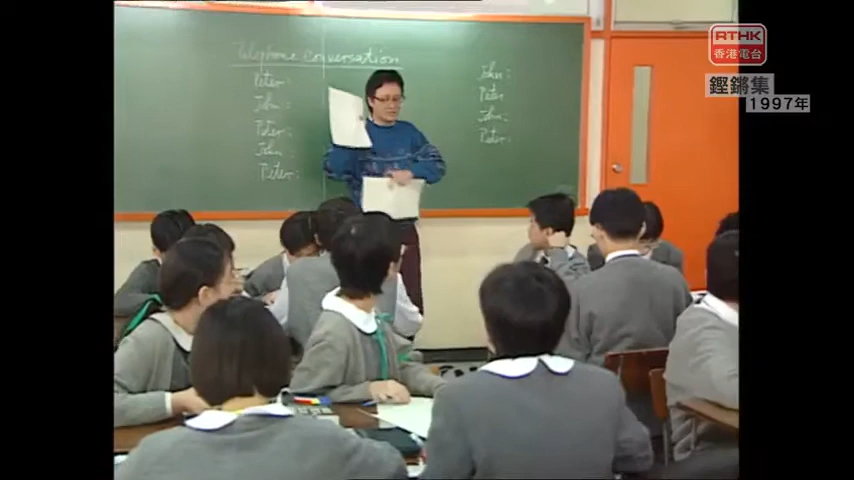 Telephone conversation
Peter:
John:
Peter:
John:
Peter:
John:
Peter
John:
Peter:
RTHK
香港電台
鏗鏘集
1997年